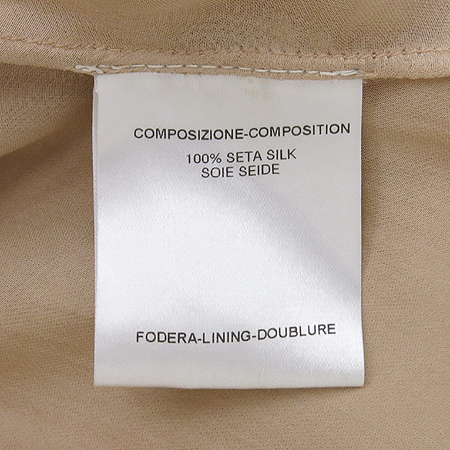 COMPOSIZIONE-COMPOSITION
100% SETA SILK
SOIE SEIDE
FODERA-LINING-DOUBLURE